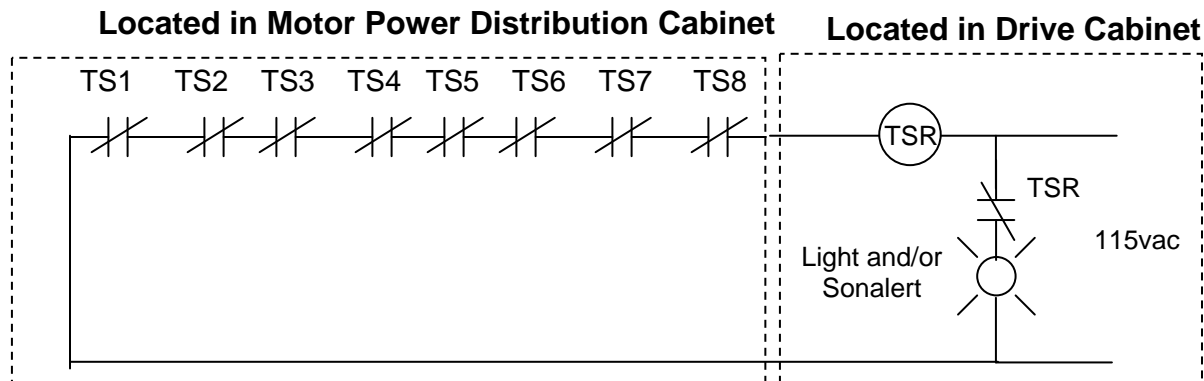 Located in Motor Power Distribution Cabinet
Located in Drive Cabinet
TS1 TS2 TS3 TS4 TS5 TS6 TS7 TS8
TSR
TSR
115vac
Light and/or
Sonalert